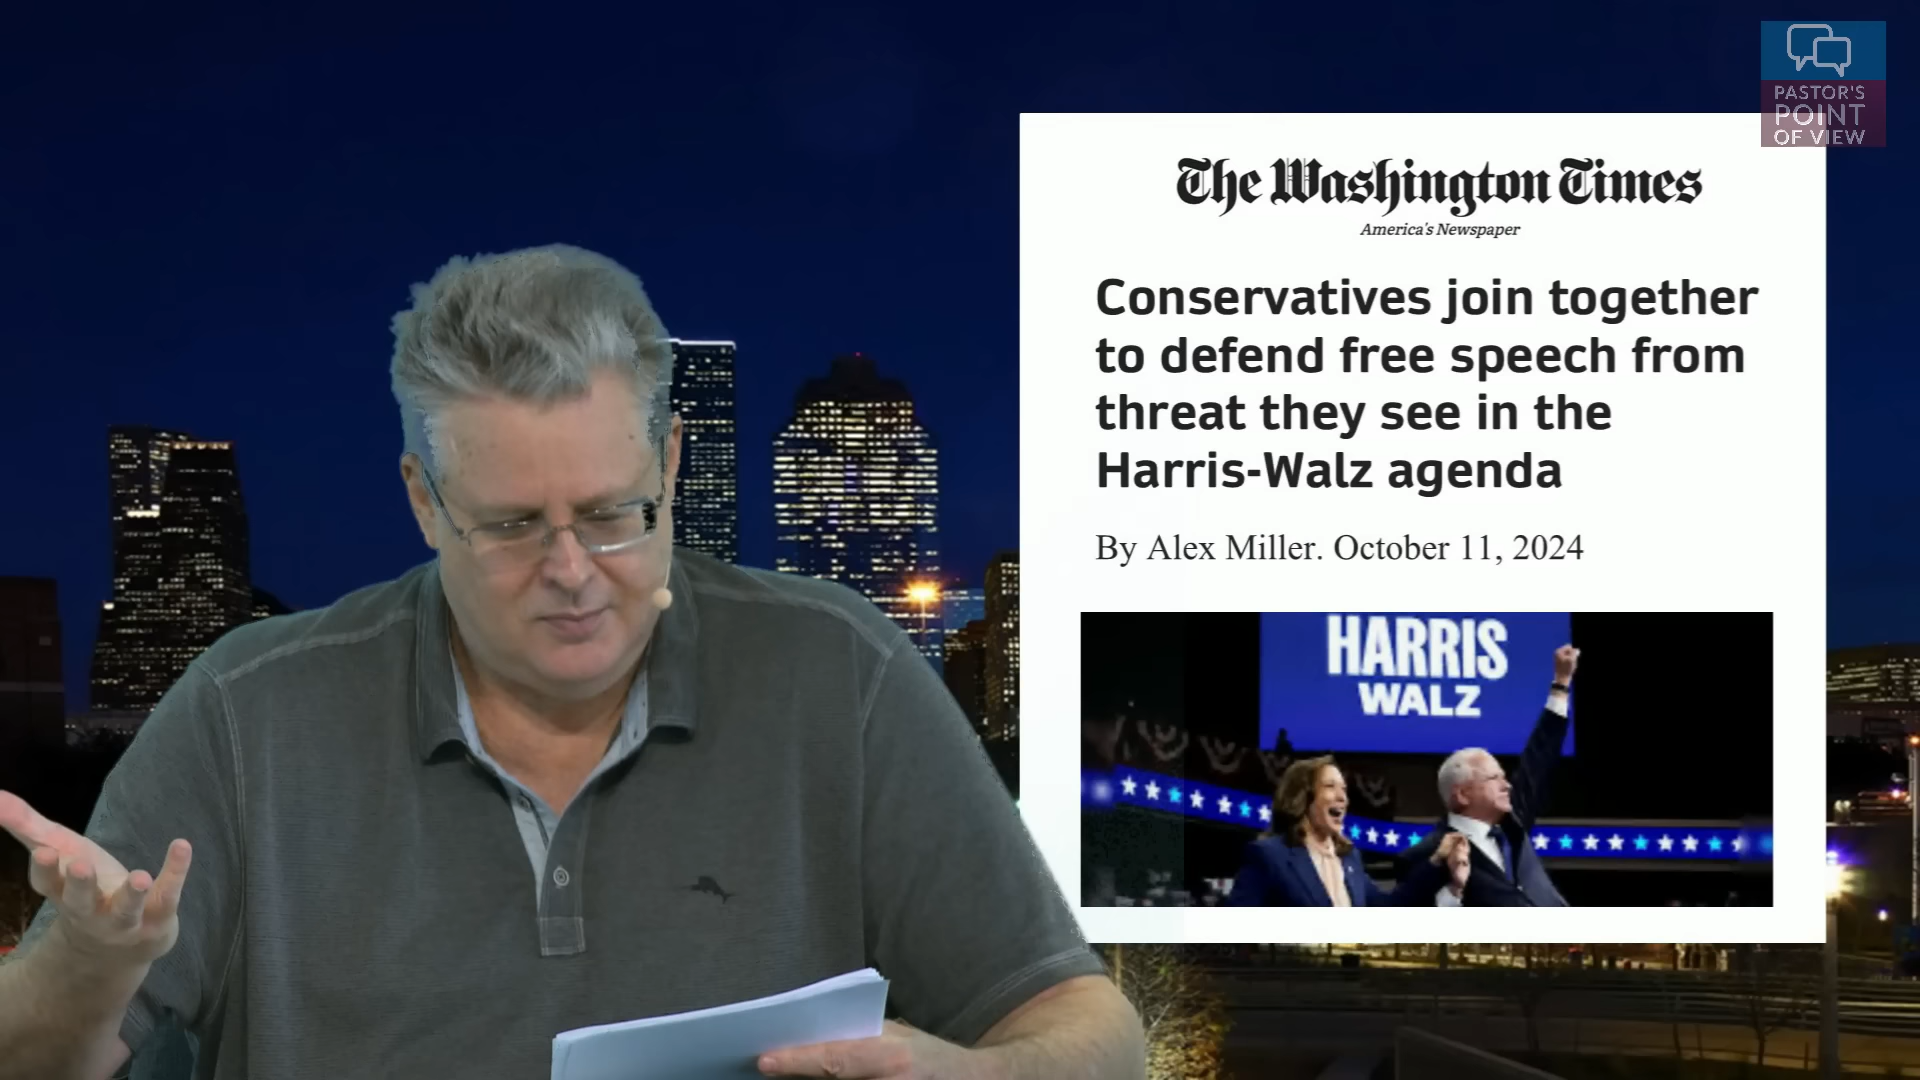 PASTOR'S
POINT
OF VIEW
The Washington Times
America's Newspaper
Conservatives join together
to defend free speech from
threat they see in the
Harris-Walz agenda
By Alex Miller. October 11, 2024
HARRIS
WALZ